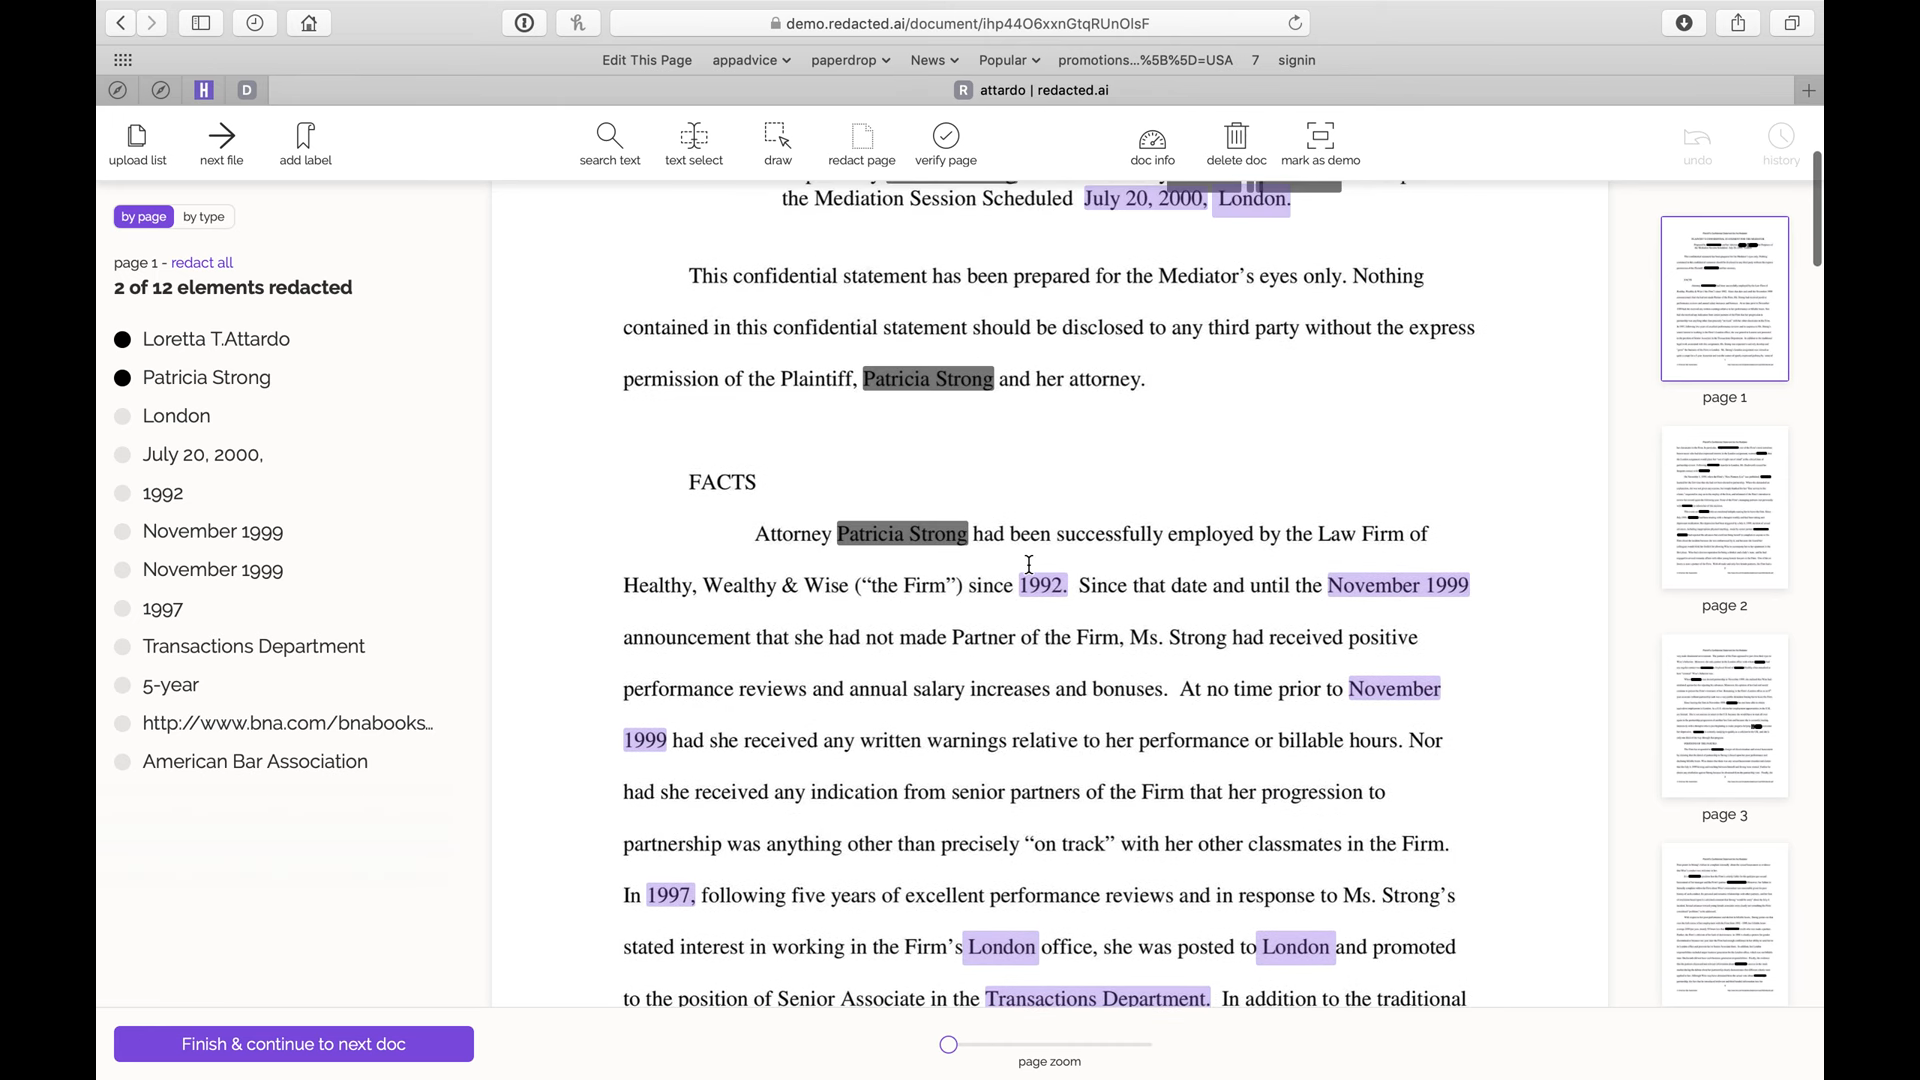 demo.redacted.ai/document/ihp44O6xxnGtqRUnOlsF
Edit This Page appadvice paperdrop News Popular promotions...%5B%5D=USA 7 signin
H D R attardo | redacted.ai
upload list next file add label search text text select draw redact page verify page doc info delete doc mark as demo undo history
by page by type
page 1 - redact all
2 of 12 elements redacted
Loretta T.Attardo
Patricia Strong
London
July 20, 2000,
1992
November 1999
November 1999
1997
Transactions Department
5-year
http://www.bna.com/bnabooks...
American Bar Association
Finish & continue to next doc
the Mediation Session Scheduled July 20, 2000, London.
This confidential statement has been prepared for the Mediator’s eyes only. Nothing
contained in this confidential statement should be disclosed to any third party without the express
permission of the Plaintiff, Patricia Strong and her attorney.
FACTS
Attorney Patricia Strong had been successfully employed by the Law Firm of
Healthy, Wealthy & Wise (“the Firm”) since 1992. Since that date and until the November 1999
announcement that she had not made Partner of the Firm, Ms. Strong had received positive
performance reviews and annual salary increases and bonuses. At no time prior to November
1999 had she received any written warnings relative to her performance or billable hours. Nor
had she received any indication from senior partners of the Firm that her progression to
partnership was anything other than precisely “on track” with her other classmates in the Firm.
In 1997, following five years of excellent performance reviews and in response to Ms. Strong’s
stated interest in working in the Firm’s London office, she was posted to London and promoted
to the position of Senior Associate in the Transactions Department. In addition to the traditional
page zoom
page 1
page 2
page 3